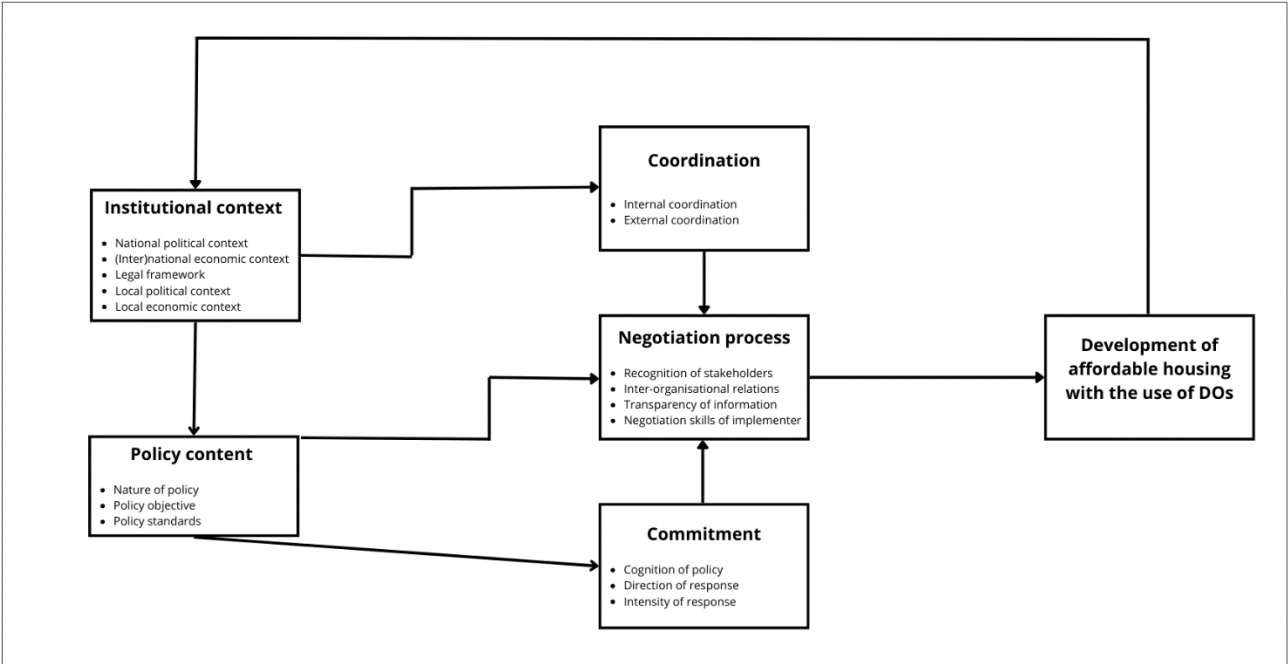 Institutional context
• National political context
• (Inter)national economic context
• Legal framework
• Local political context
• Local economic context
Policy content
• Nature of policy
• Policy objective
• Policy standards
Coordination
• Internal coordination
• External coordination
Negotiation process
• Recognition of stakeholders
• Inter-organisational relations
• Transparency of information
• Negotiation skills of implementer
Commitment
• Cognition of policy
• Direction of response
• Intensity of response
Development of
affordable housing
with the use of DOs